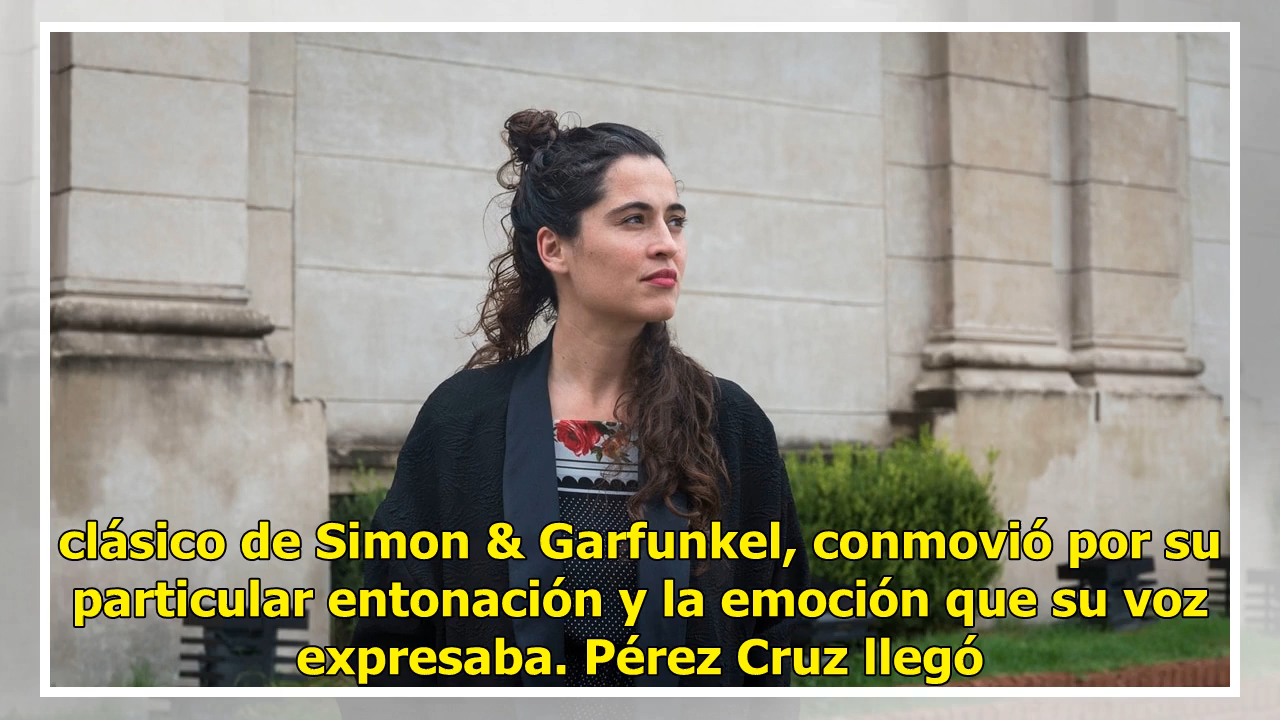 clásico de Simon & Garfunkel, conmovió por su
particular entonación y la emoción que su voz
expresaba. Pérez Cruz llegó